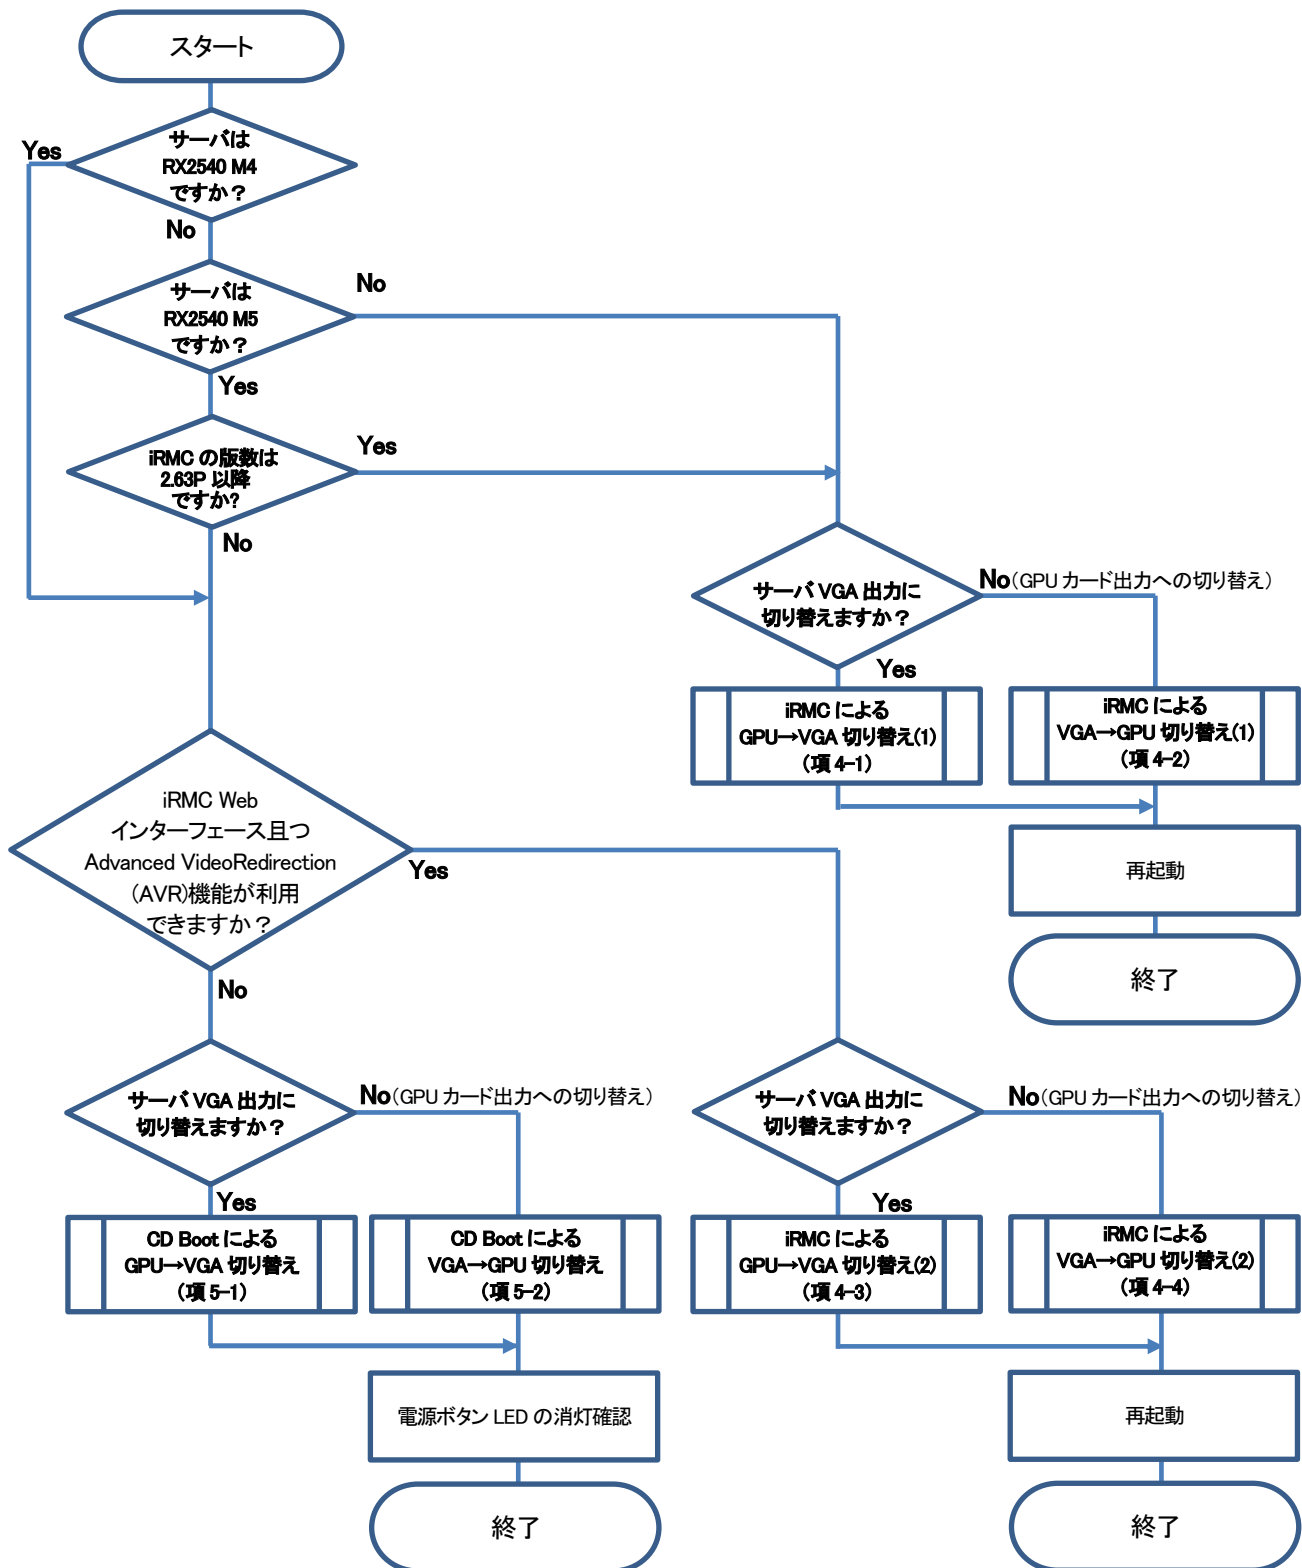 スタート
Yes
サーバは
RX2540 M4
ですか？
No
サーバは
RX2540 M5
ですか？
No
Yes
iRMC の版数は
2.63P 以降
ですか?
Yes
No
サーバ VGA 出力に
切り替えますか？
No(GPU カード出力への切り替え)
Yes
iRMC による
GPU→VGA 切り替え(1)
(項 4-1)
iRMC による
VGA→GPU 切り替え(1)
(項 4-2)
再起動
終了
iRMC Web
インターフェース且つ
Advanced VideoRedirection
(AVR)機能が利用
できますか？
Yes
No
サーバ VGA 出力に
切り替えますか？
No(GPU カード出力への切り替え)
Yes
CD Boot による
GPU→VGA 切り替え
(項 5-1)
CD Boot による
VGA→GPU 切り替え
(項 5-2)
電源ボタン LED の消灯確認
終了
サーバ VGA 出力に
切り替えますか？
No(GPU カード出力への切り替え)
Yes
iRMC による
GPU→VGA 切り替え(2)
(項 4-3)
iRMC による
VGA→GPU 切り替え(2)
(項 4-4)
再起動
終了